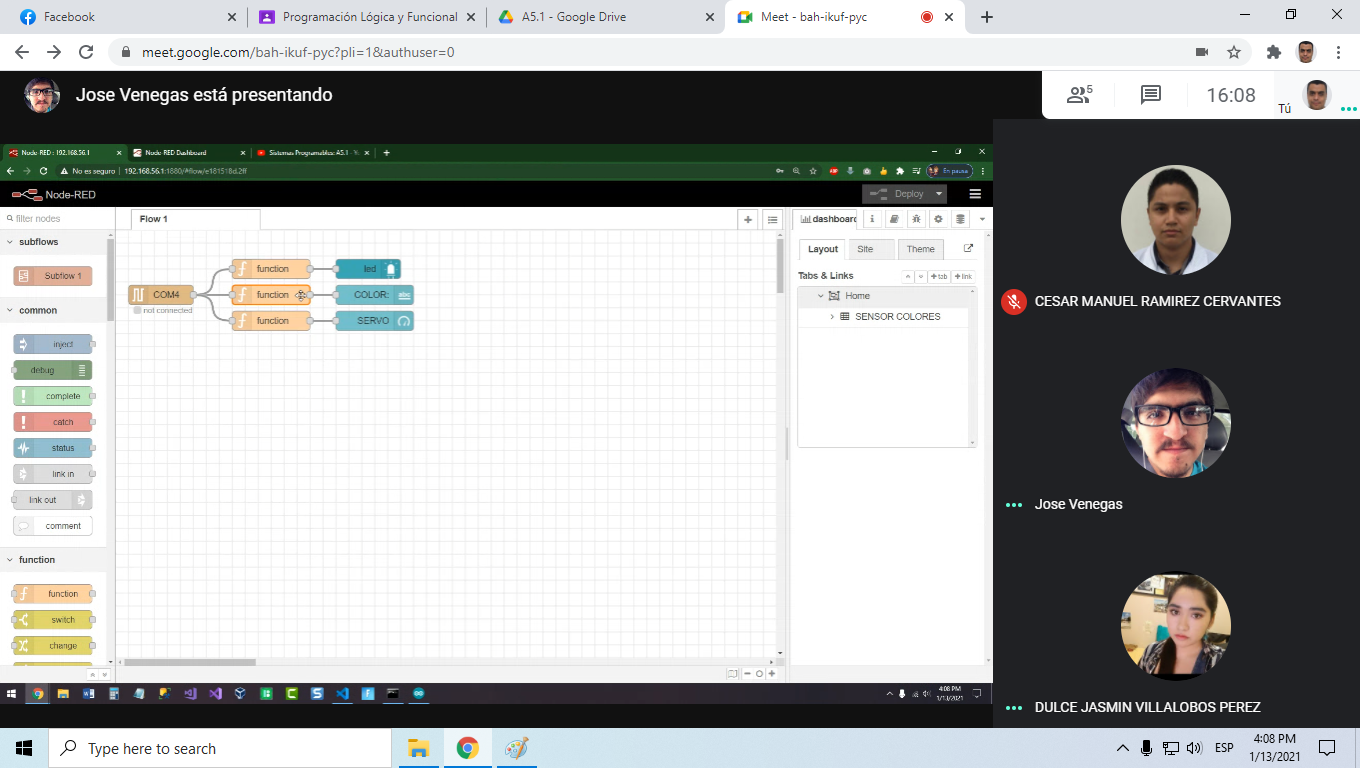 Facebook
Programación Lógica y Funcional
A5.1 - Google Drive
Meet - bah-ikuf-pyc
meet.google.com/bah-ikuf-pyc?pli=1&authuser=0
Jose Venegas está presentando
5
16:08
Tú
Node-RED : 192.168.56.1
Node-RED Dashboard
Sistemas Programables: A5.1 -
No es seguro
192.168.56.1:1880/#flow/e181518d.2ff
En pausa
Node-RED
Deploy
filter nodes
Flow 1
dashboard
subflows
Subflow 1
common
inject
debug
complete
catch
status
link in
link out
comment
function
function
switch
change
COM4
not connected
function
led
function
COLOR:
abc
function
SERVO
Layout
Site
Theme
Tabs & Links
tab
link
Home
SENSOR COLORES
4:08 PM
1/13/2021
CESAR MANUEL RAMIREZ CERVANTES
Jose Venegas
DULCE JASMIN VILLALOBOS PEREZ
Type here to search
ESP
4:08 PM
1/13/2021